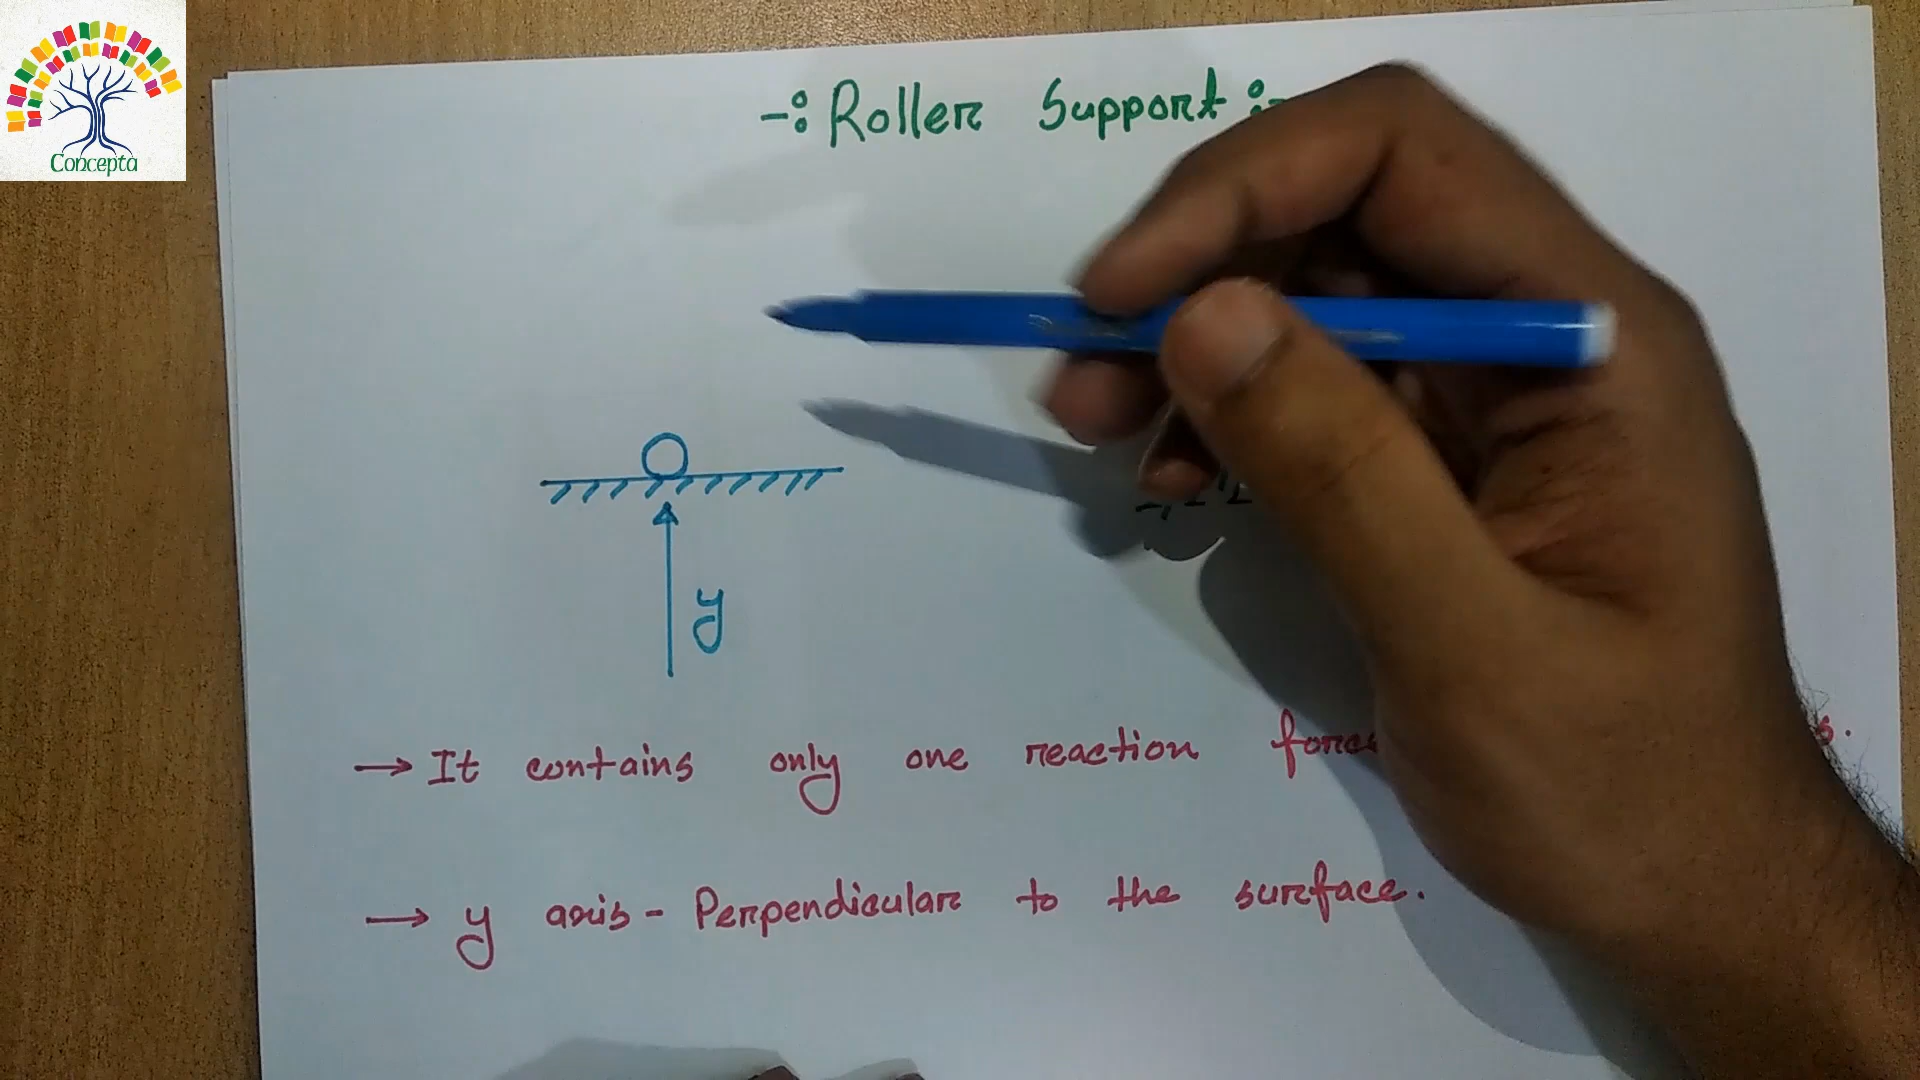 Concepta
-: Roller Support :-
y
→ It contains only one reaction
→ y axis - Perpendicular to the surface.